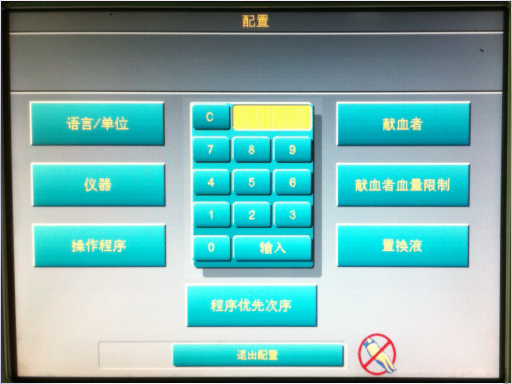 配置
语言/单位
C
献血者
7 8 9
仪器
4 5 6
献血者血量限制
1 2 3
操作程序
0 输入
置换液
程序优先次序
退出配置